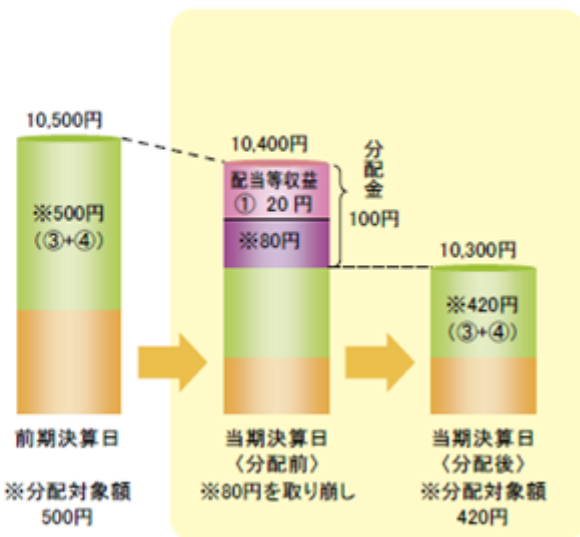 10,500円
※500円
(③+④)
前期決算日
※分配対象額
500円
10,400円
配当等収益
① 20円
※80円
分配金
100円
当期決算日
〈分配前〉
※80円を取り崩し
10,300円
※420円
(③+④)
当期決算日
〈分配後〉
※分配対象額
420円